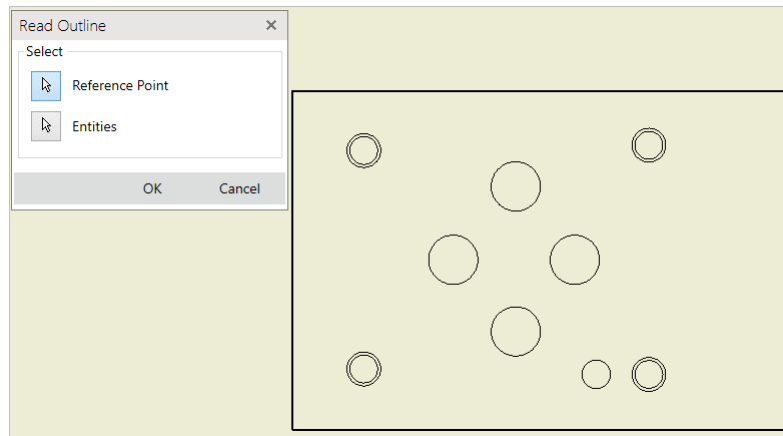 Read Outline
Select
Reference Point
Entities
OK Cancel